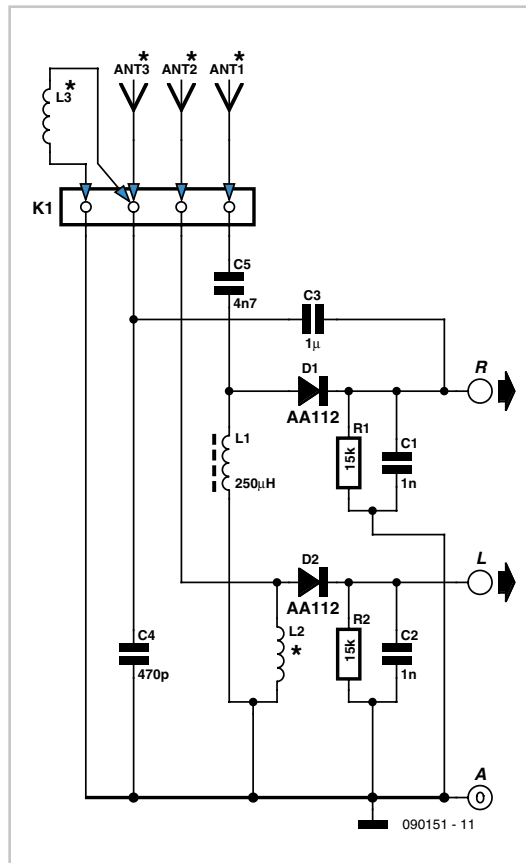 ANT3* ANT2* ANT1*
L3*
K1
C5
4n7
C3
1µ
R
D1
AA112
L1
250µH
R1
15k
C1
1n
L
D2
AA112
L2
*
R2
15k
C2
1n
C4
470p
A
0
090151 - 11